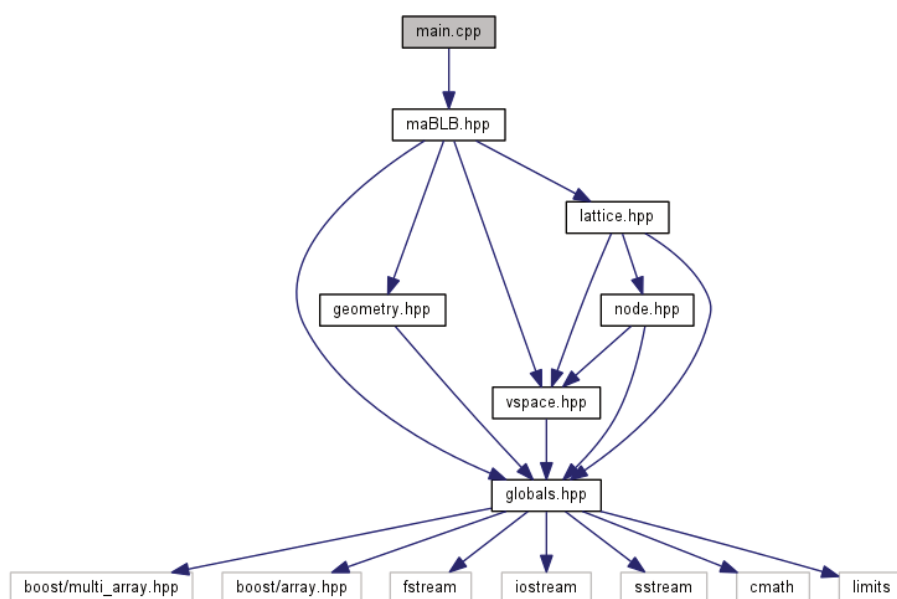 main.cpp
maBLB.hpp
lattice.hpp
geometry.hpp
node.hpp
vspace.hpp
globals.hpp
boost/multi_array.hpp
boost/array.hpp
fstream
iostream
sstream
cmath
limits